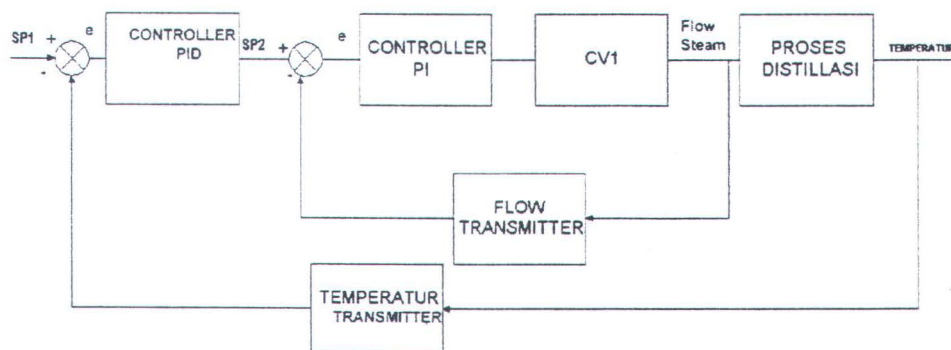 SP1
+
-
e
CONTROLLER
PID
SP2
+
-
e
CONTROLLER
PI
CV1
Flow
Steam
PROSES
DISTILLASI
TEMPERATUR
FLOW
TRANSMITTER
TEMPERATUR
TRANSMITTER